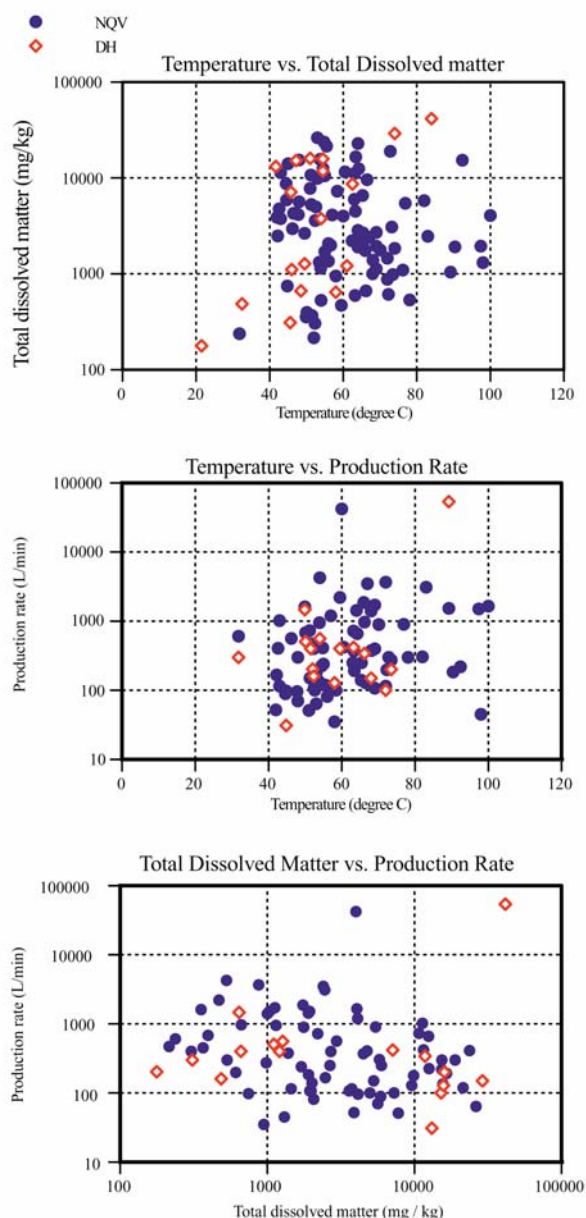 NQV
DH
Temperature vs. Total Dissolved matter
Total dissolved matter (mg/kg)
100000
10000
1000
100
0 20 40 60 80 100 120
Temperature (degree C)
Temperature vs. Production Rate
Production rate (L/min)
100000
10000
1000
100
10
0 20 40 60 80 100 120
Temperature (degree C)
Total Dissolved Matter vs. Production Rate
Production rate (L/min)
100000
10000
1000
100
10
100 1000 10000 100000
Total dissolved matter (mg / kg)